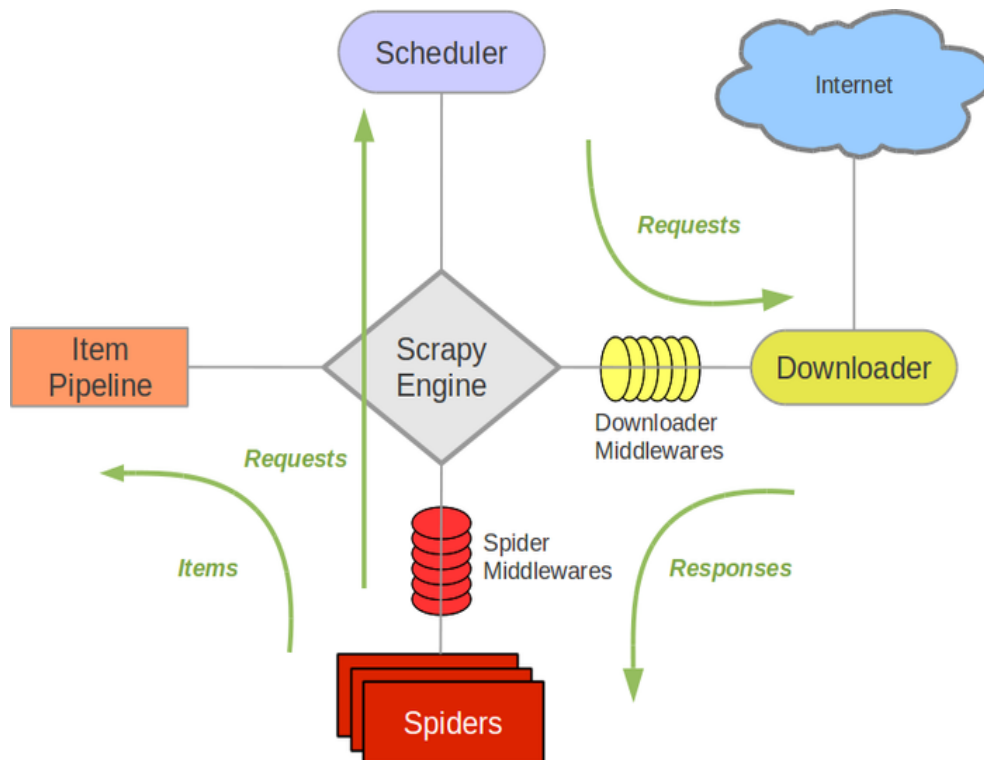 Scheduler
Internet
Requests
Item
Pipeline
Scrapy
Engine
Downloader
Downloader
Middlewares
Requests
Items
Spider
Middlewares
Responses
Spiders